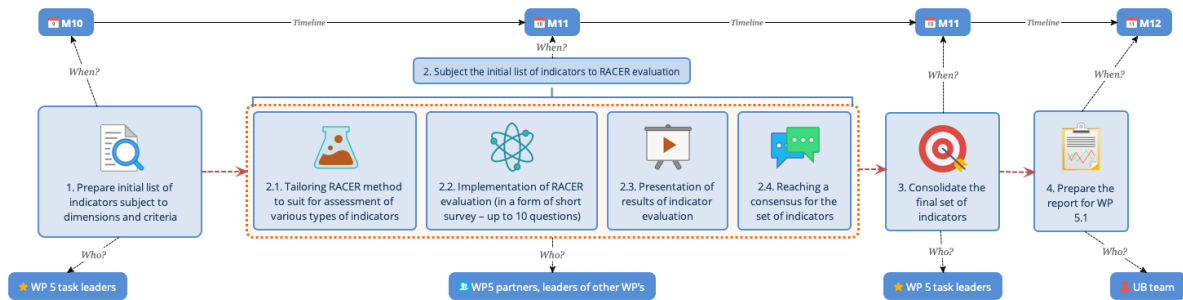 M10
Timeline
M11
Timeline
M11
Timeline
M12
When?
When?
When?
When?
2. Subject the initial list of indicators to RACER evaluation
1. Prepare initial list of
indicators subject to
dimensions and criteria
2.1. Tailoring RACER method
to suit for assessment of
various types of indicators
2.2. Implementation of RACER
evaluation (in a form of short
survey – up to 10 questions)
2.3. Presentation of
results of indicator
evaluation
2.4. Reaching a
consensus for the
set of indicators
3. Consolidate the
final set of
indicators
4. Prepare the
report for WP
5.1
Who?
Who?
Who?
Who?
WP 5 task leaders
WP5 partners, leaders of other WP's
WP 5 task leaders
UB team